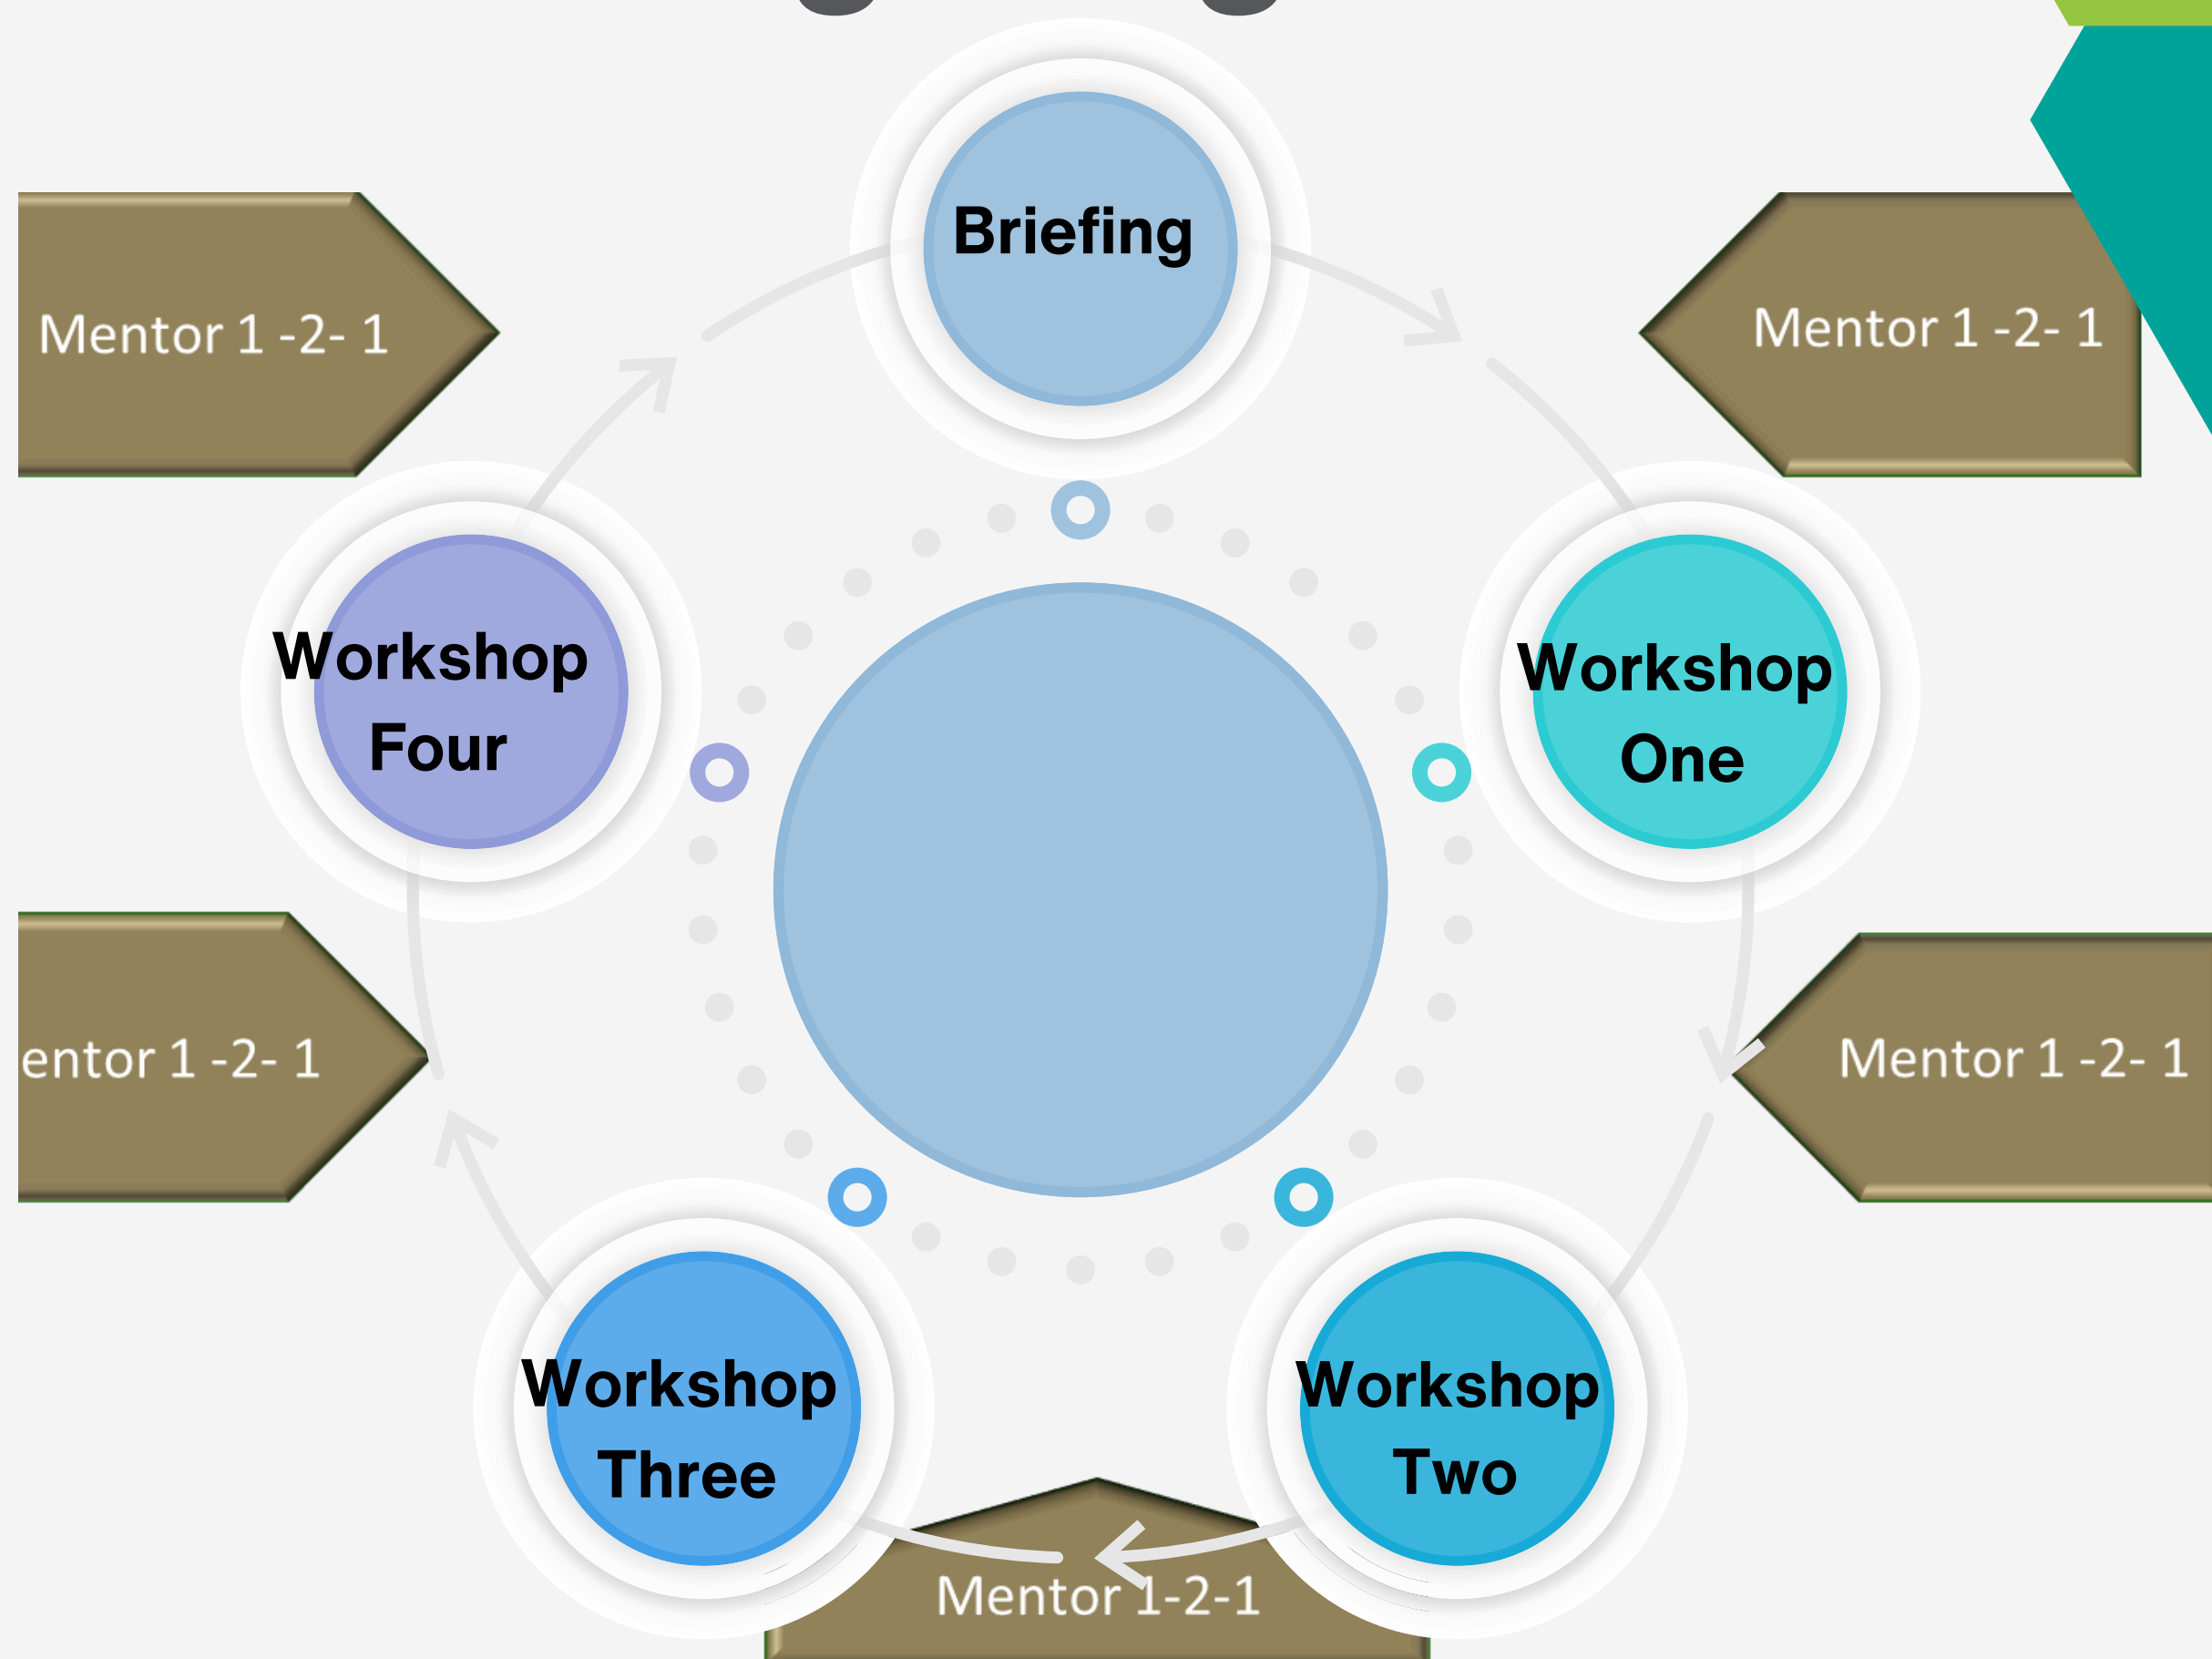 Briefing
Mentor 1 -2- 1
Mentor 1 -2- 1
Workshop
Four
Workshop
One
entor 1 -2- 1
Mentor 1 -2- 1
Workshop
Three
Workshop
Two
Mentor 1-2-1